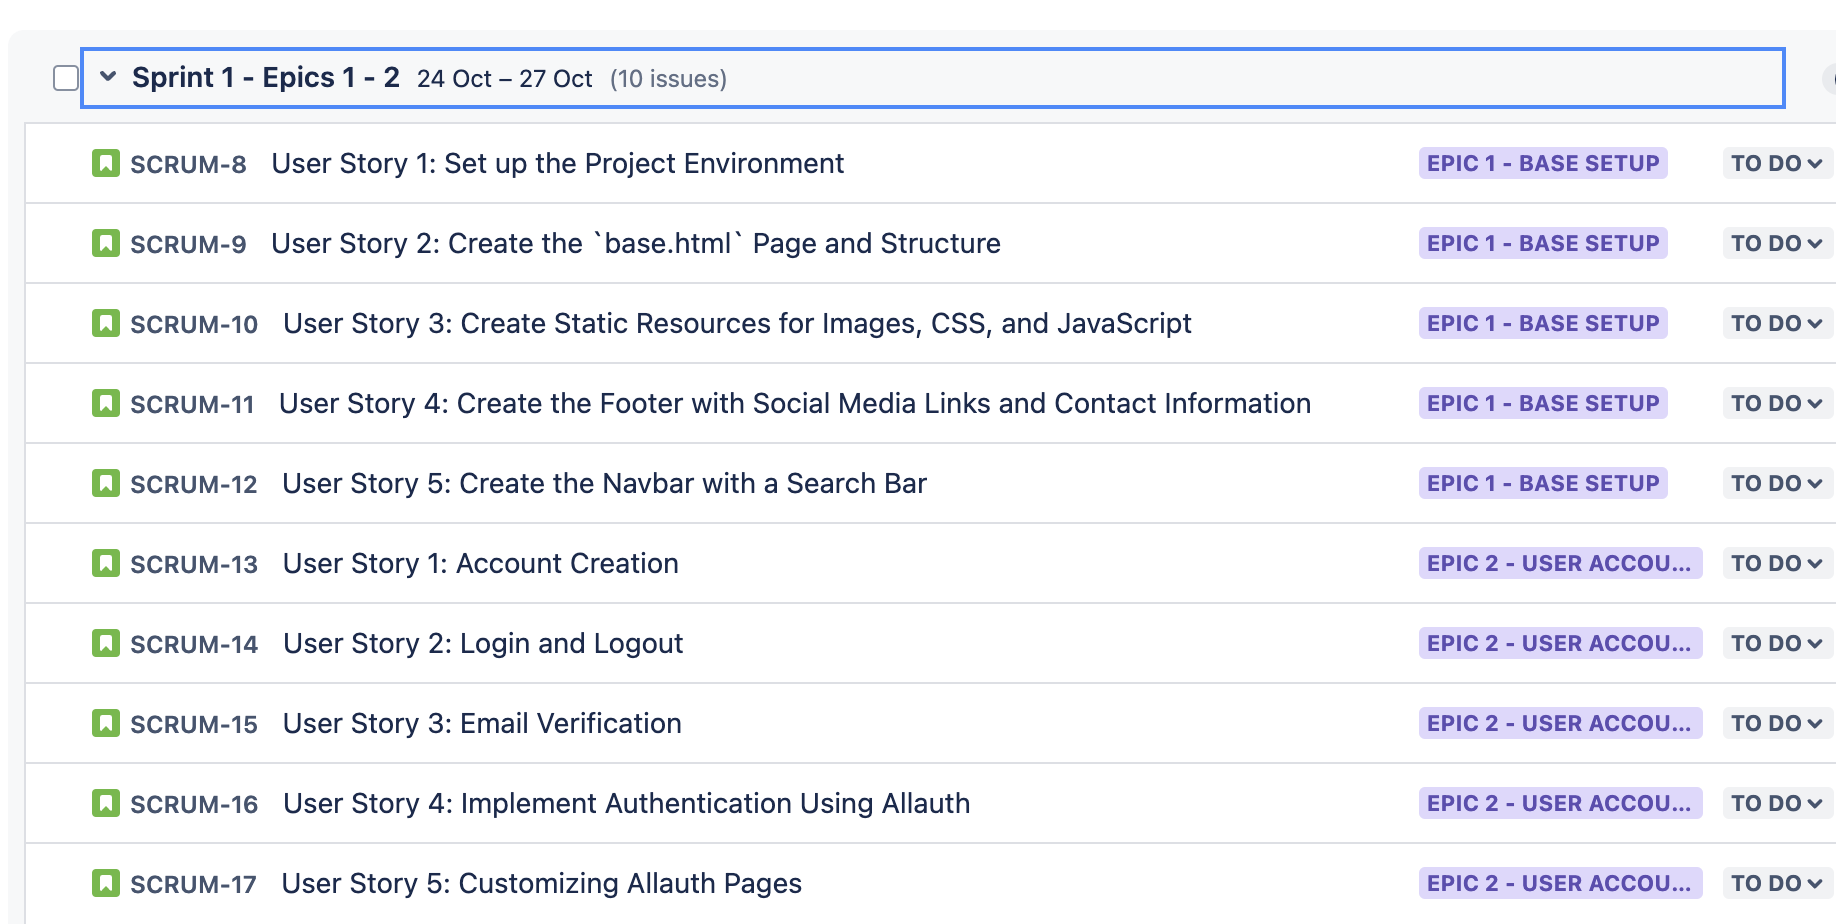 Sprint 1 - Epics 1 - 2 24 Oct – 27 Oct (10 issues)
SCRUM-8 User Story 1: Set up the Project Environment EPIC 1 - BASE SETUP TO DO
SCRUM-9 User Story 2: Create the `base.html` Page and Structure EPIC 1 - BASE SETUP TO DO
SCRUM-10 User Story 3: Create Static Resources for Images, CSS, and JavaScript EPIC 1 - BASE SETUP TO DO
SCRUM-11 User Story 4: Create the Footer with Social Media Links and Contact Information EPIC 1 - BASE SETUP TO DO
SCRUM-12 User Story 5: Create the Navbar with a Search Bar EPIC 1 - BASE SETUP TO DO
SCRUM-13 User Story 1: Account Creation EPIC 2 - USER ACCOU... TO DO
SCRUM-14 User Story 2: Login and Logout EPIC 2 - USER ACCOU... TO DO
SCRUM-15 User Story 3: Email Verification EPIC 2 - USER ACCOU... TO DO
SCRUM-16 User Story 4: Implement Authentication Using Allauth EPIC 2 - USER ACCOU... TO DO
SCRUM-17 User Story 5: Customizing Allauth Pages EPIC 2 - USER ACCOU... TO DO